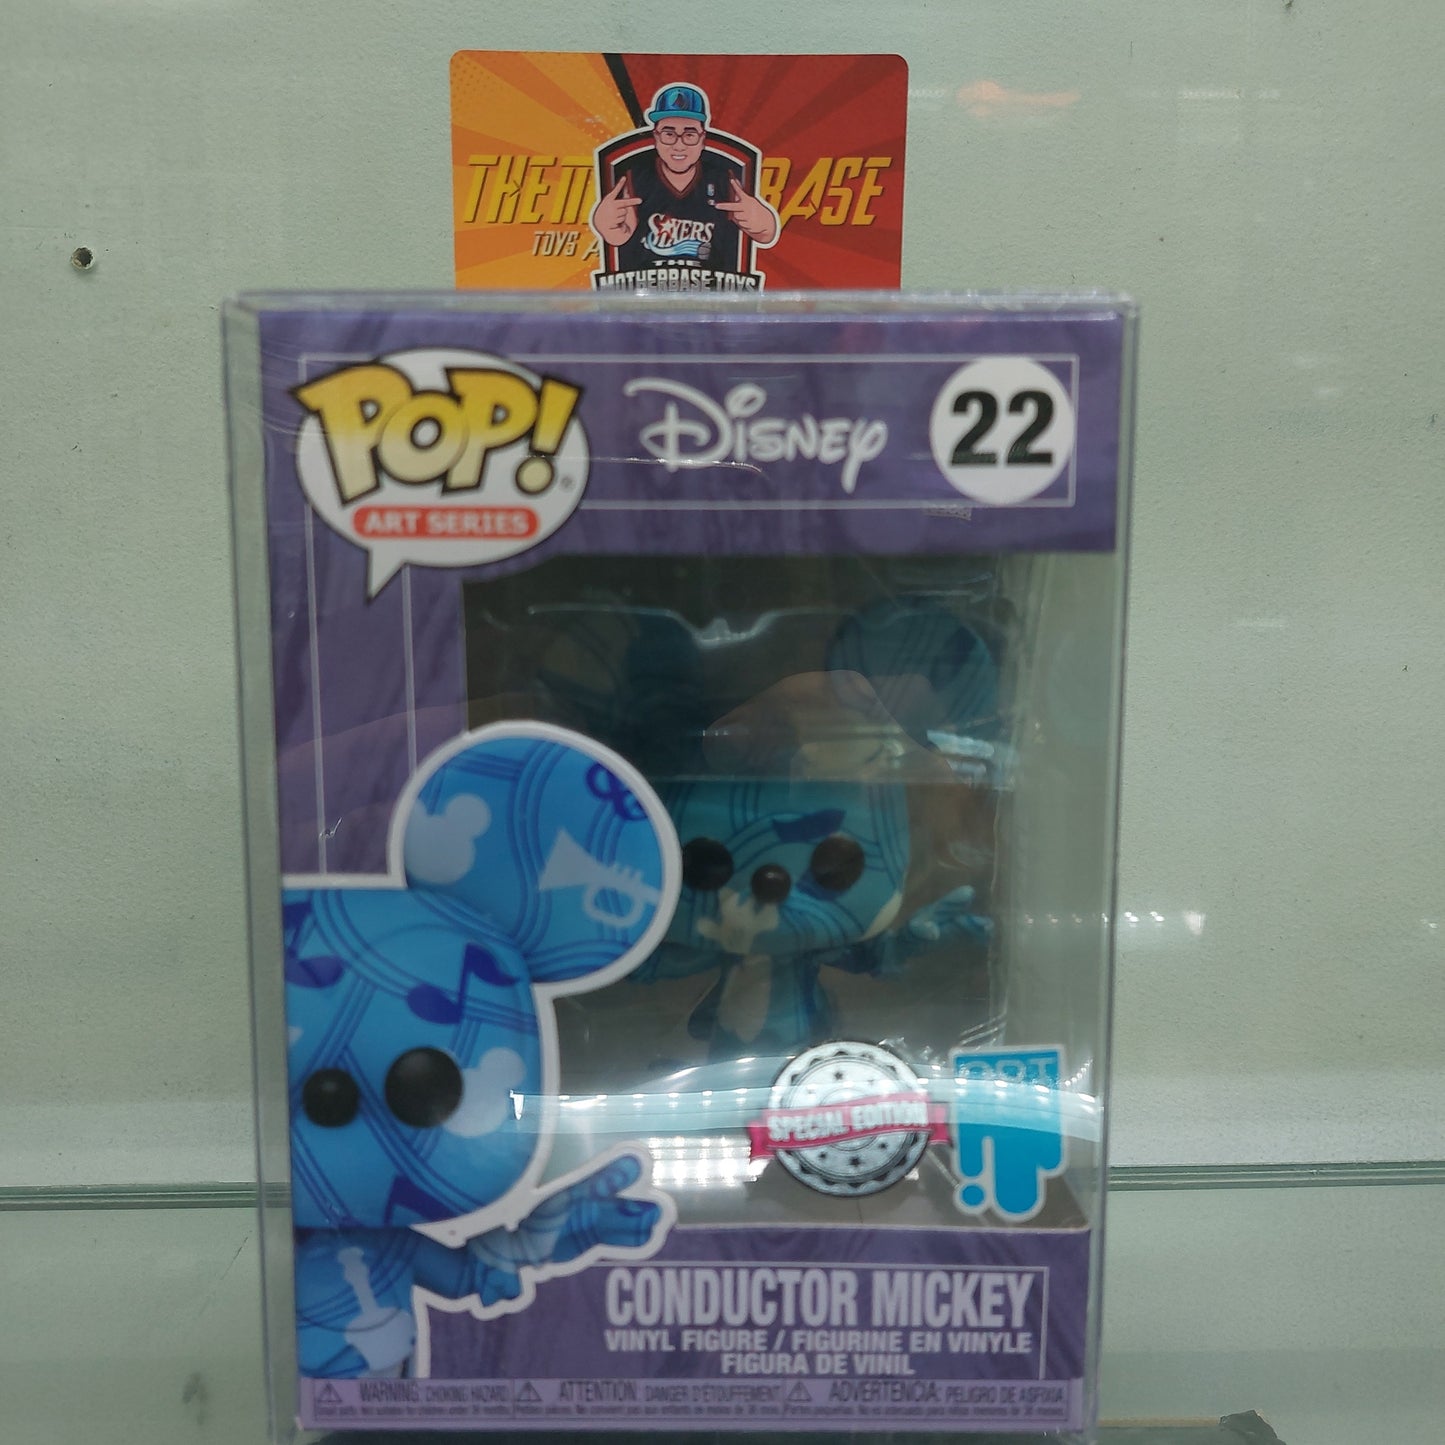 BASE
TOYS
SIXERS
THE
MOTHERBASE TOYS
POP!
ART SERIES
Disney
22
SPECIAL EDITION
ART
CONDUCTOR MICKEY
VINYL FIGURE / FIGURINE EN VINYLE
FIGURA DE VINIL
WARNING: CHOKING HAZARD
ATTENTION: DANGER D'ÉTOUFFEMENT
ADVERTENCIA: PELIGRO DE ASFIXIA